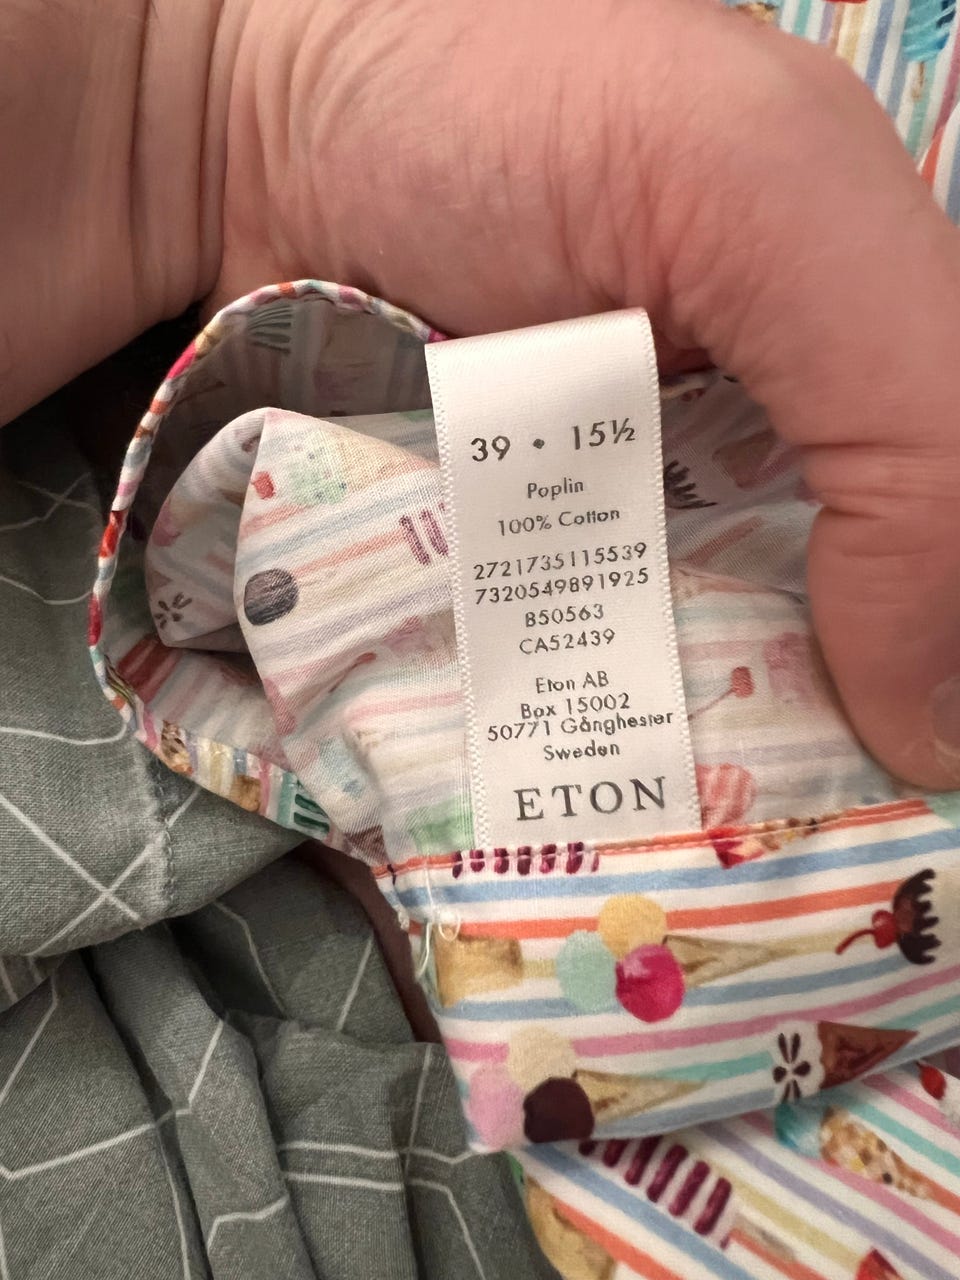 39 • 15½
Poplin
100% Cotton
2721735115539
7320549891925
B50563
CA52439
Eton AB
Box 15002
50771 Gånghester
Sweden
ETON